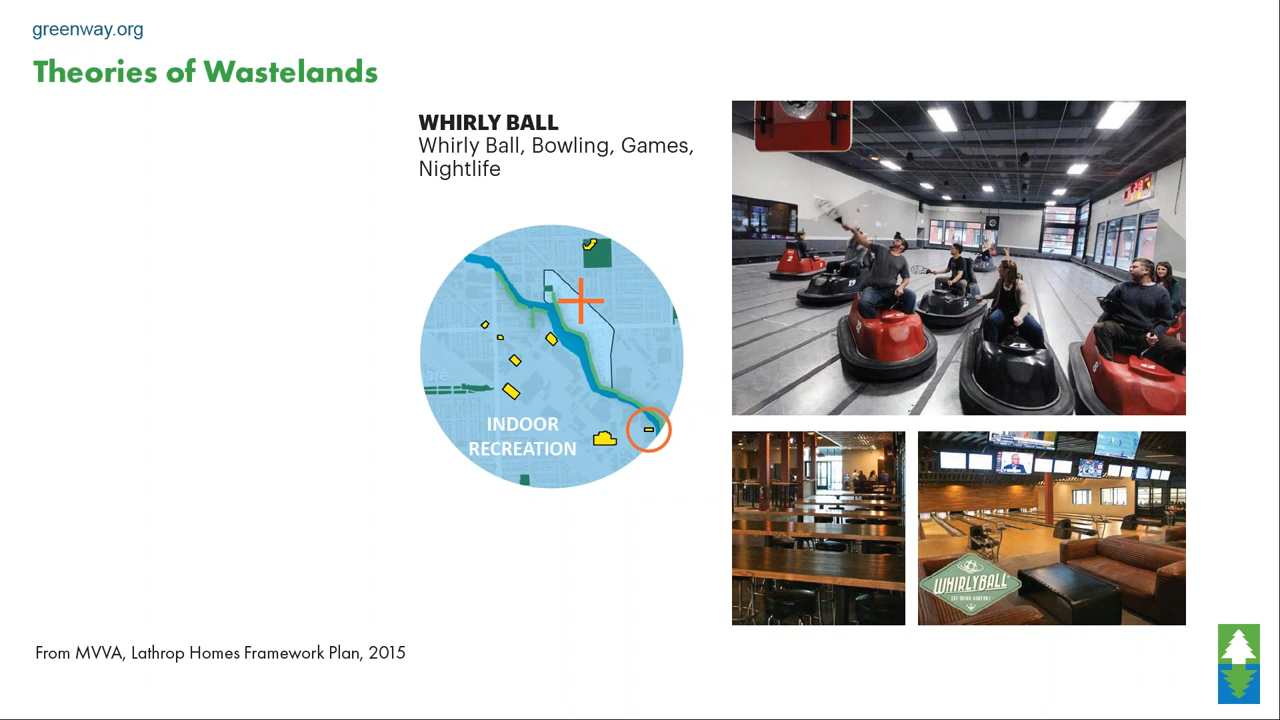 greenway.org
Theories of Wastelands
WHIRLY BALL
Whirly Ball, Bowling, Games,
Nightlife
INDOOR
RECREATION
WHIRLYBALL
From MVVA, Lathrop Homes Framework Plan, 2015